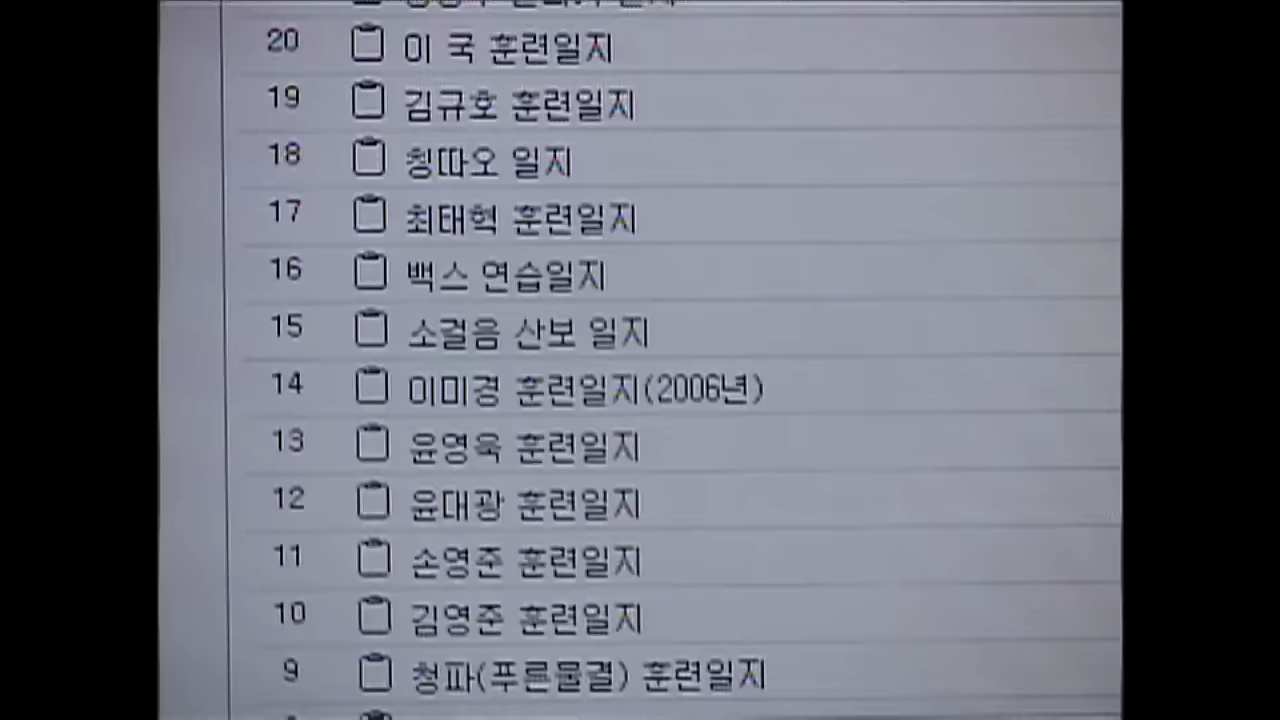 20 이 국 훈련일지
19 김규호 훈련일지
18 칭따오 일지
17 최태혁 훈련일지
16 백스 연습일지
15 소걸음 산보 일지
14 이미경 훈련일지(2006년)
13 윤영욱 훈련일지
12 윤대광 훈련일지
11 손영준 훈련일지
10 김영준 훈련일지
9 청파(푸른물결) 훈련일지